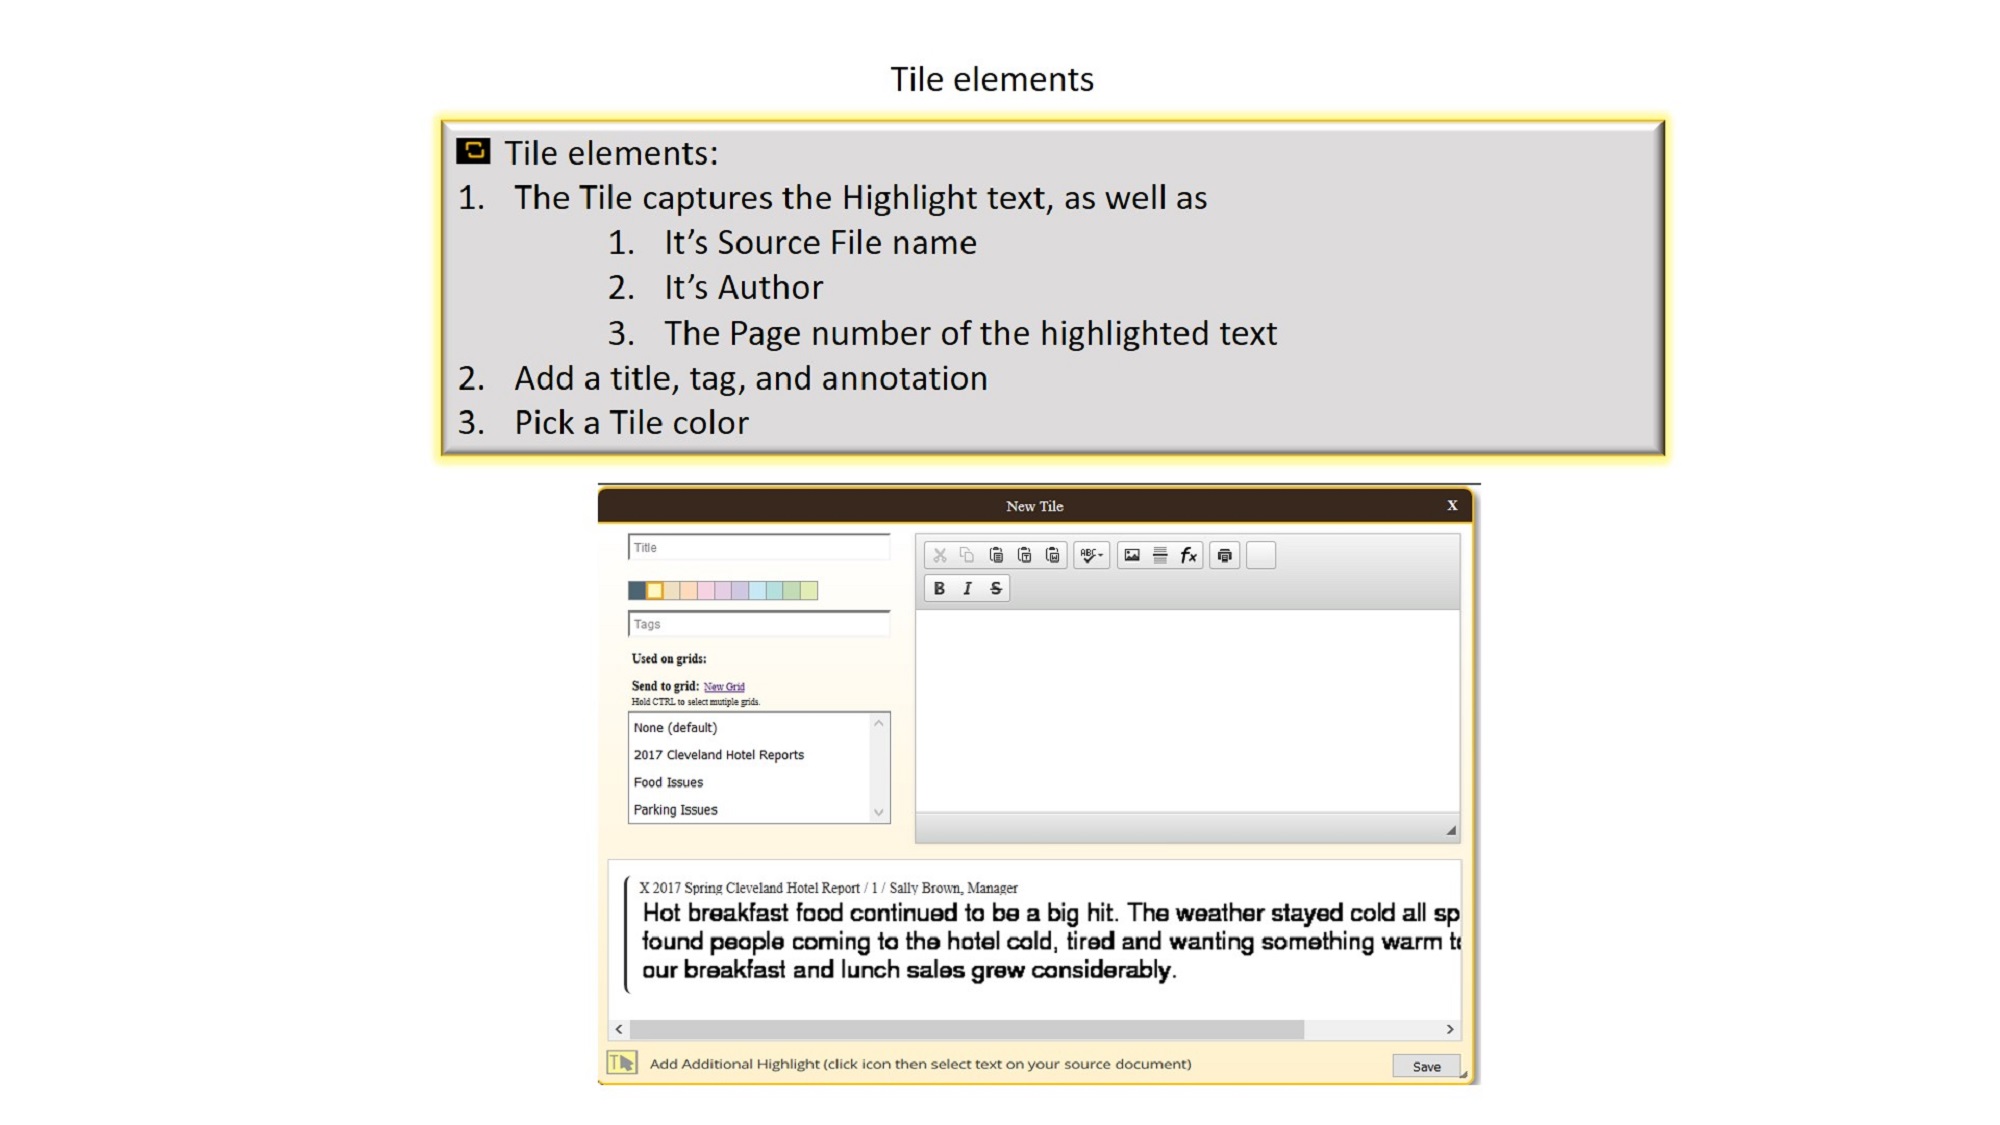 Tile elements
Tile elements:
1. The Tile captures the Highlight text, as well as
1. It’s Source File name
2. It’s Author
3. The Page number of the highlighted text
2. Add a title, tag, and annotation
3. Pick a Tile color
New Tile X
Title
ABC
fx
B I S
Tags
Used on grids:
Send to grid: New Grid
Hold CTRL to select mutiple grids.
None (default)
2017 Cleveland Hotel Reports
Food Issues
Parking Issues
X 2017 Spring Cleveland Hotel Report / 1 / Sally Brown, Manager
Hot breakfast food continued to be a big hit. The weather stayed cold all sp
found people coming to the hotel cold, tired and wanting something warm to
our breakfast and lunch sales grew considerably.
T Add Additional Highlight (click icon then select text on your source document)
Save